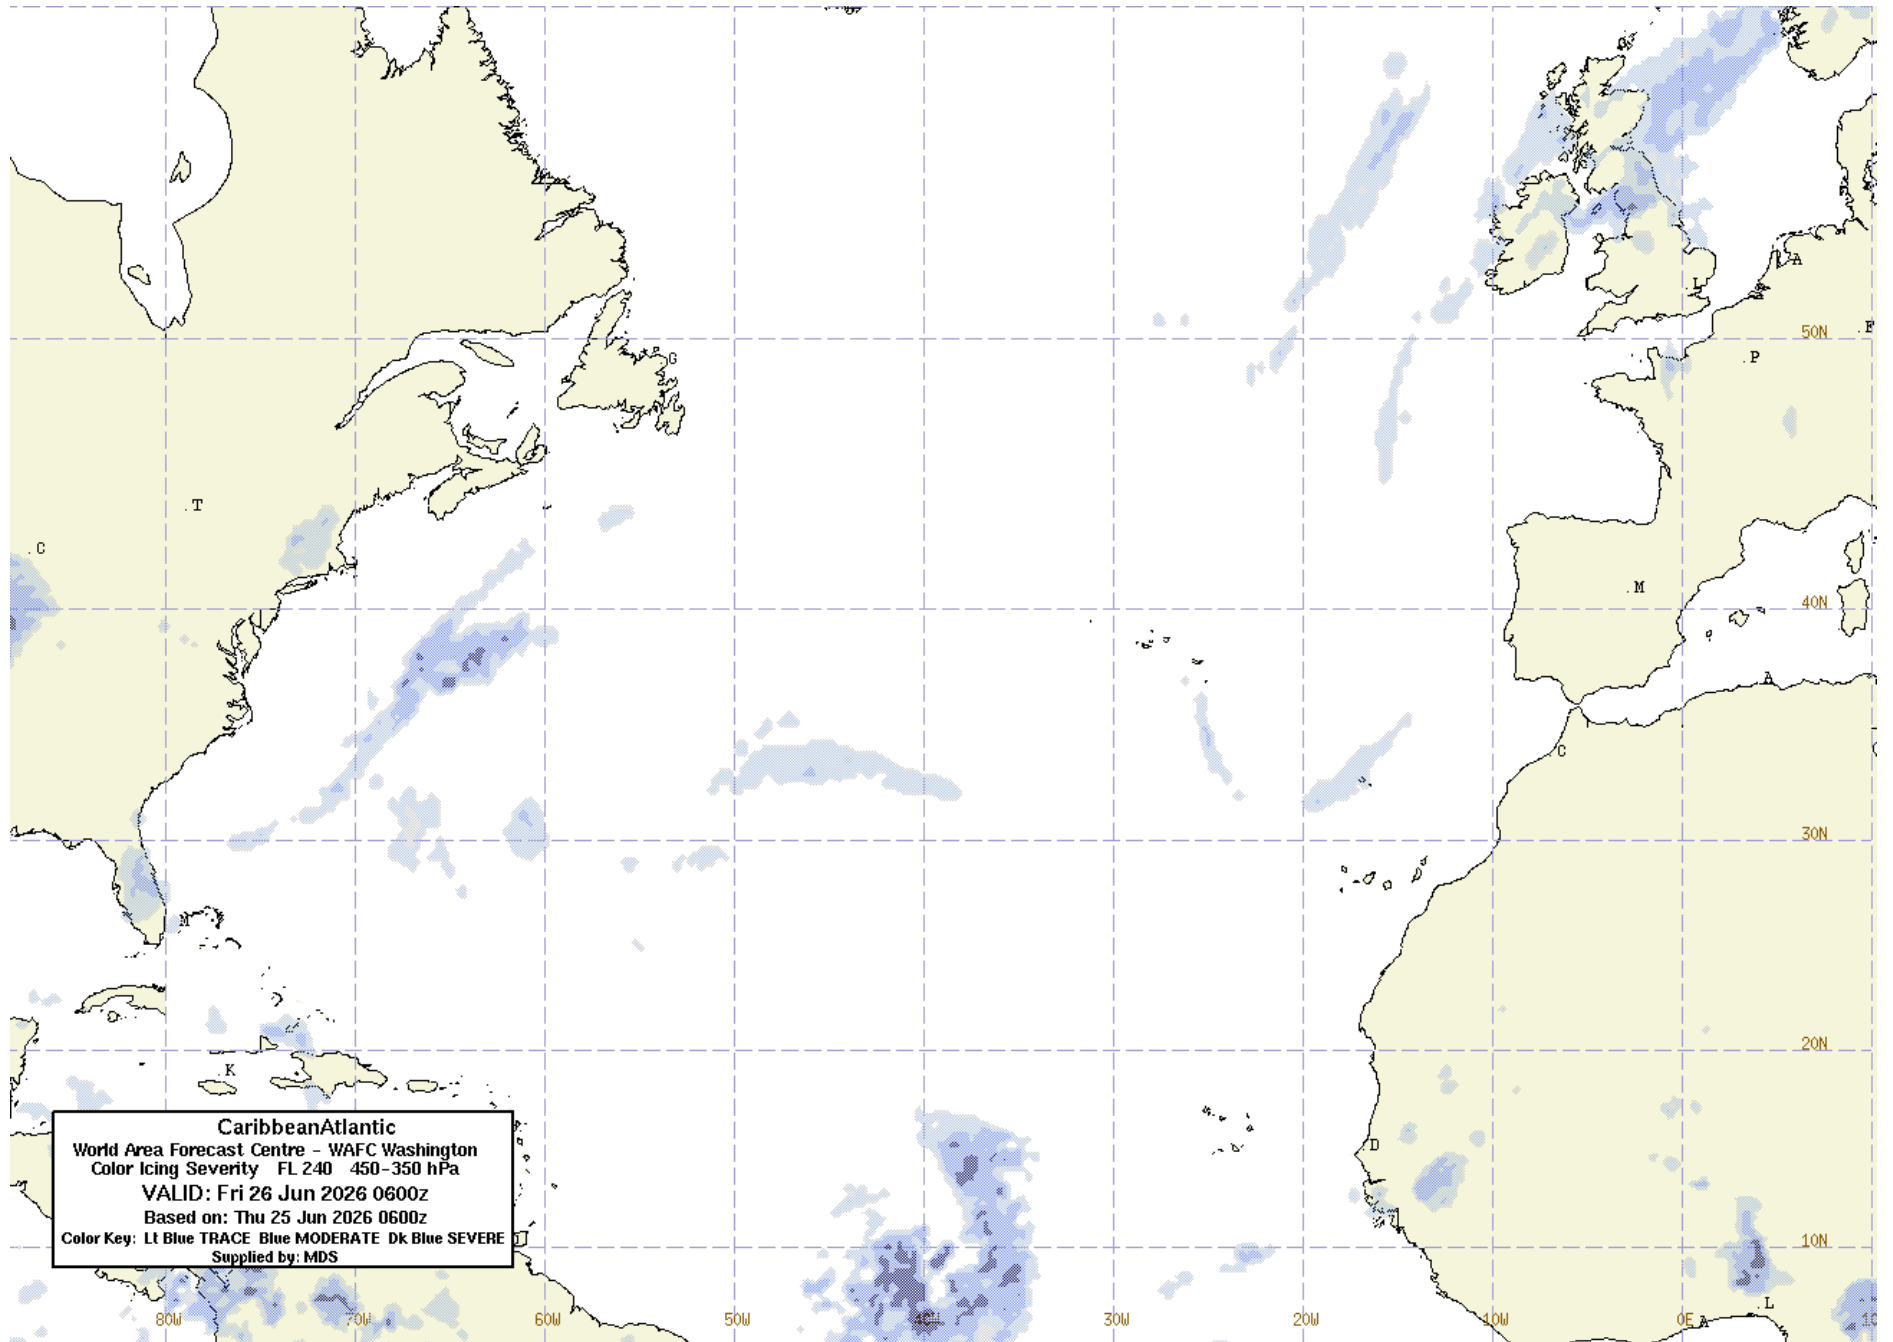 A
L
F
50N
P
G
T
C
M
40N
A
C
C
30N
M
20N
K
D
CaribbeanAtlantic
World Area Forecast Centre - WAFC Washington
Color Icing Severity FL 240 450-350 hPa
VALID: Fri 26 Jun 2026 0600z
Based on: Thu 25 Jun 2026 0600z
Color Key: Lt Blue TRACE Blue MODERATE Dk Blue SEVERE
Supplied by: MDS
10N
L
80W 70W 60W 50W 40W 30W 20W 10W 0E A 10